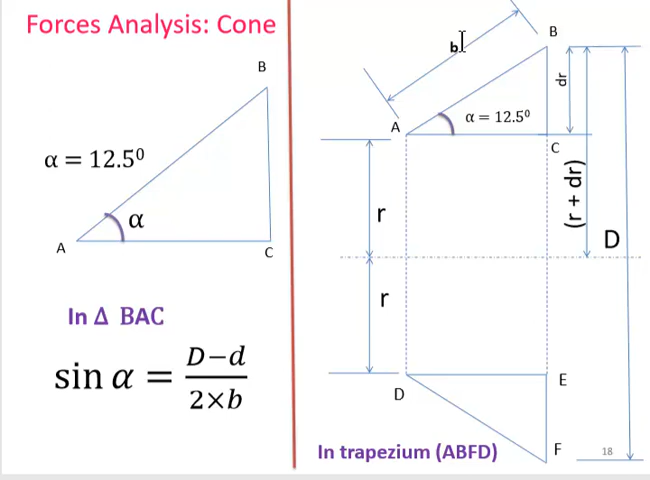 Forces Analysis: Cone
B
α = 12.5⁰
α
A
C
In Δ BAC
sin α = D−d
2×b
B
b
dr
α = 12.5⁰
A
C
(r + dr)
r
D
r
E
D
In trapezium (ABFD)
F
18